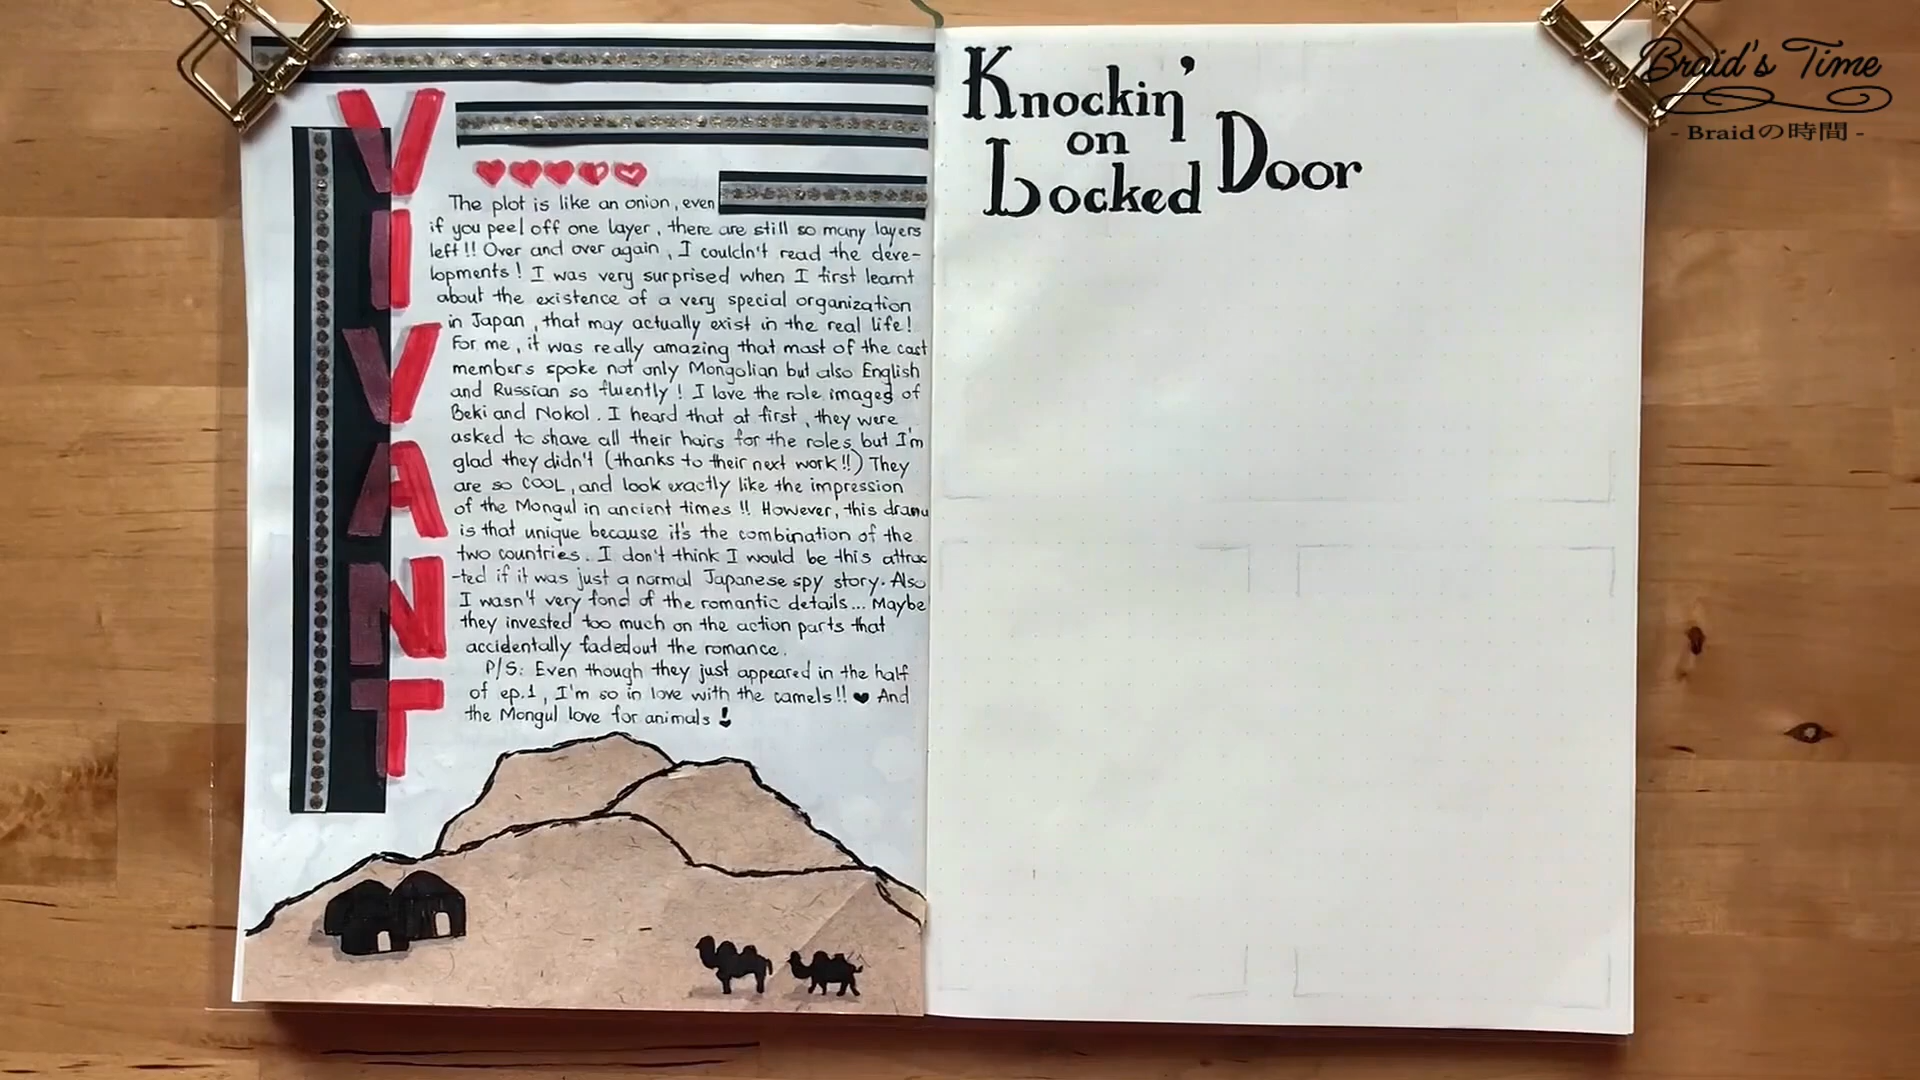 VIVANT
The plot is like an onion, even
if you peel off one layer, there are still so many layers
left!! Over and over again, I couldn't read the deve-
lopments! I was very surprised when I first learnt
about the existence of a very special organization
in Japan, that may actually exist in the real life!
For me, it was really amazing that most of the cast
members spoke not only Mongolian but also English
and Russian so fluently! I love the role images of
Beki and Nokol. I heard that at first, they were
asked to shave all their hairs for the roles, but I'm
glad they didn't (thanks to their next work!!) They
are so COOL, and look exactly like the impression
of the Mongul in ancient times!! However, this drama
is that unique because it's the combination of the
two countries. I don't think I would be this attrac
-ted if it was just a normal Japanese spy story. Also
I wasn't very fond of the romantic details... Maybe
they invested too much on the action parts that
accidentally faded out the romance.
P/S: Even though they just appeared in the half
of ep.1, I'm so in love with the camels!! ♥ And
the Mongul love for animals!
Knockin'
on
Locked Door
Braid's Time
- Braidの時間 -